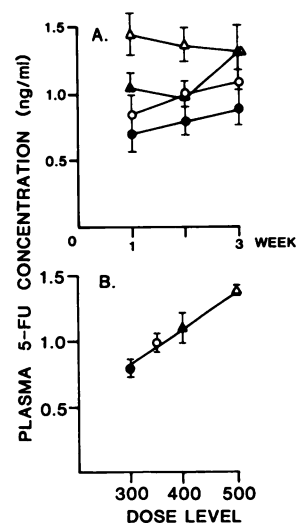 PLASMA 5-FU CONCENTRATION (ng/ml)
A.
1.5
1.0
0.5
0
1
2
3
WEEK
B.
1.5
1.0
0.5
300
400
500
DOSE LEVEL